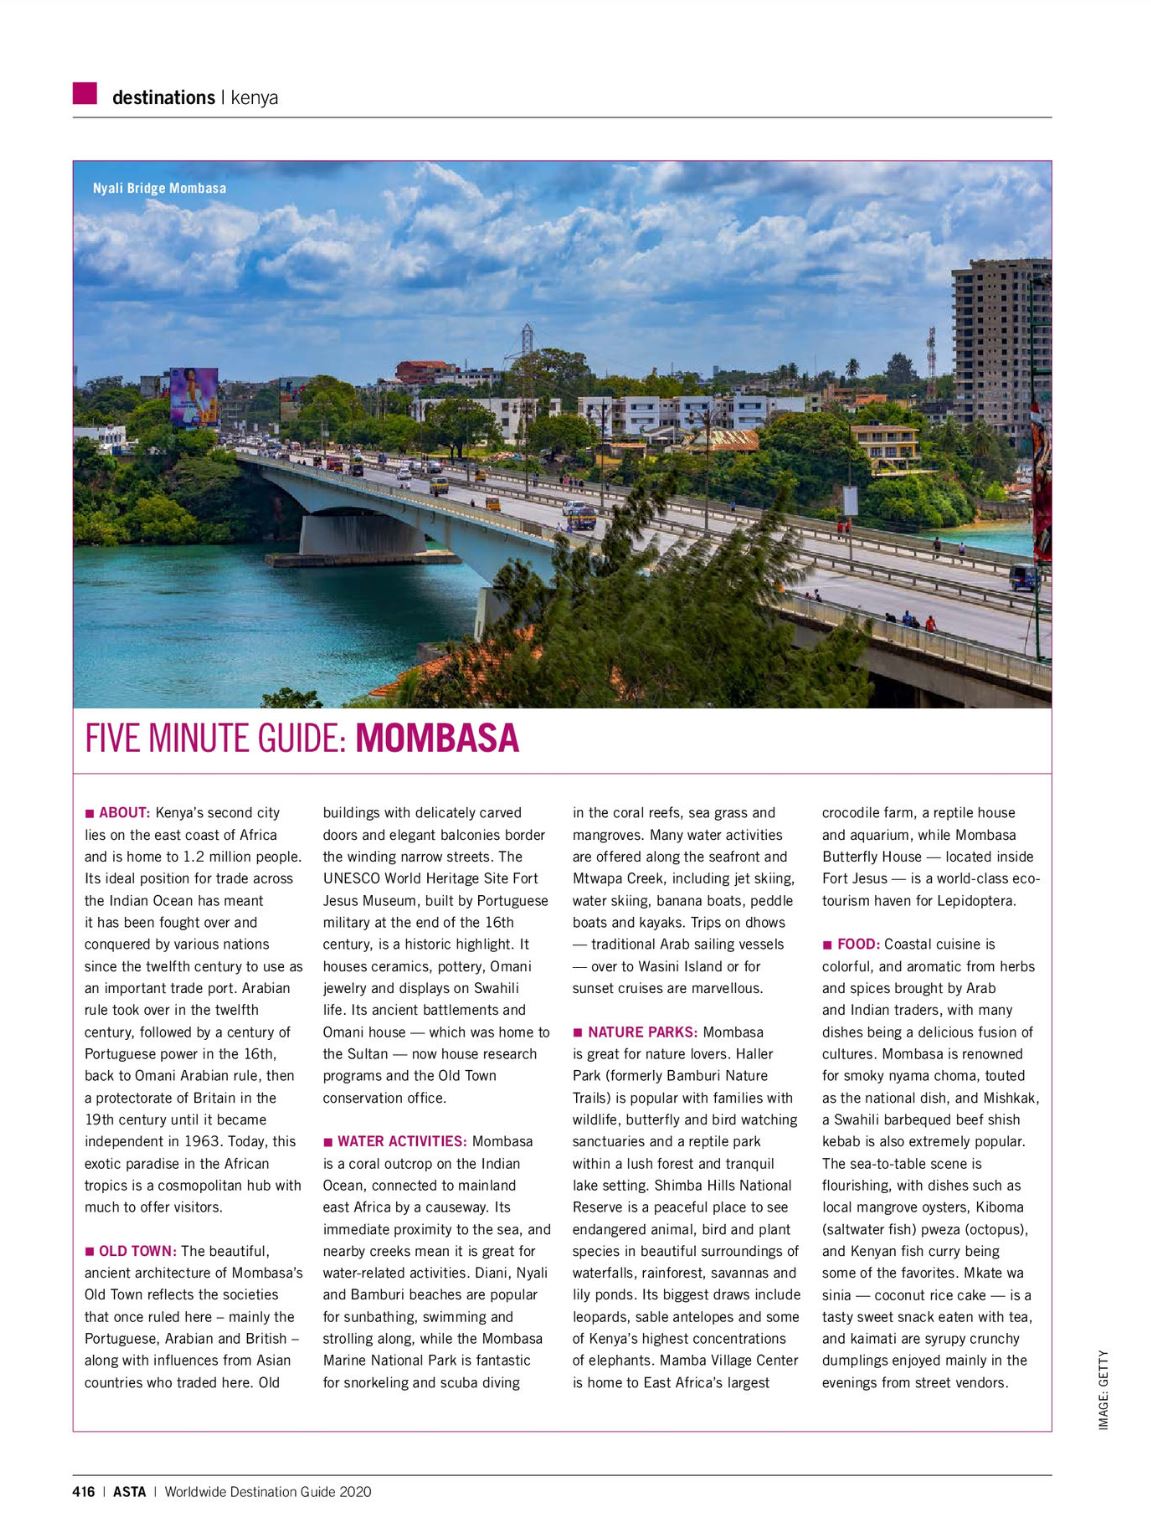 destinations | kenya
Nyali Bridge Mombasa
FIVE MINUTE GUIDE: MOMBASA
■ ABOUT: Kenya's second city
lies on the east coast of Africa
and is home to 1.2 million people.
Its ideal position for trade across
the Indian Ocean has meant
it has been fought over and
conquered by various nations
since the twelfth century to use as
an important trade port. Arabian
rule took over in the twelfth
century, followed by a century of
Portuguese power in the 16th,
back to Omani Arabian rule, then
a protectorate of Britain in the
19th century until it became
independent in 1963. Today, this
exotic paradise in the African
tropics is a cosmopolitan hub with
much to offer visitors.
■ OLD TOWN: The beautiful,
ancient architecture of Mombasa's
Old Town reflects the societies
that once ruled here – mainly the
Portuguese, Arabian and British –
along with influences from Asian
countries who traded here. Old
buildings with delicately carved
doors and elegant balconies border
the winding narrow streets. The
UNESCO World Heritage Site Fort
Jesus Museum, built by Portuguese
military at the end of the 16th
century, is a historic highlight. It
houses ceramics, pottery, Omani
jewelry and displays on Swahili
life. Its ancient battlements and
Omani house — which was home to
the Sultan — now house research
programs and the Old Town
conservation office.
■ WATER ACTIVITIES: Mombasa
is a coral outcrop on the Indian
Ocean, connected to mainland
east Africa by a causeway. Its
immediate proximity to the sea, and
nearby creeks mean it is great for
water-related activities. Diani, Nyali
and Bamburi beaches are popular
for sunbathing, swimming and
strolling along, while the Mombasa
Marine National Park is fantastic
for snorkeling and scuba diving
in the coral reefs, sea grass and
mangroves. Many water activities
are offered along the seafront and
Mtwapa Creek, including jet skiing,
water skiing, banana boats, peddle
boats and kayaks. Trips on dhows
— traditional Arab sailing vessels
— over to Wasini Island or for
sunset cruises are marvellous.
■ NATURE PARKS: Mombasa
is great for nature lovers. Haller
Park (formerly Bamburi Nature
Trails) is popular with families with
wildlife, butterfly and bird watching
sanctuaries and a reptile park
within a lush forest and tranquil
lake setting. Shimba Hills National
Reserve is a peaceful place to see
endangered animal, bird and plant
species in beautiful surroundings of
waterfalls, rainforest, savannas and
lily ponds. Its biggest draws include
leopards, sable antelopes and some
of Kenya's highest concentrations
of elephants. Mamba Village Center
is home to East Africa's largest
crocodile farm, a reptile house
and aquarium, while Mombasa
Butterfly House — located inside
Fort Jesus — is a world-class eco-
tourism haven for Lepidoptera.
■ FOOD: Coastal cuisine is
colorful, and aromatic from herbs
and spices brought by Arab
and Indian traders, with many
dishes being a delicious fusion of
cultures. Mombasa is renowned
for smoky nyama choma, touted
as the national dish, and Mishkak,
a Swahili barbequed beef shish
kebab is also extremely popular.
The sea-to-table scene is
flourishing, with dishes such as
local mangrove oysters, Kiboma
(saltwater fish) pweza (octopus),
and Kenyan fish curry being
some of the favorites. Mkate wa
sinia — coconut rice cake — is a
tasty sweet snack eaten with tea,
and kaimati are syrupy crunchy
dumplings enjoyed mainly in the
evenings from street vendors.
IMAGE: GETTY
416 | ASTA | Worldwide Destination Guide 2020